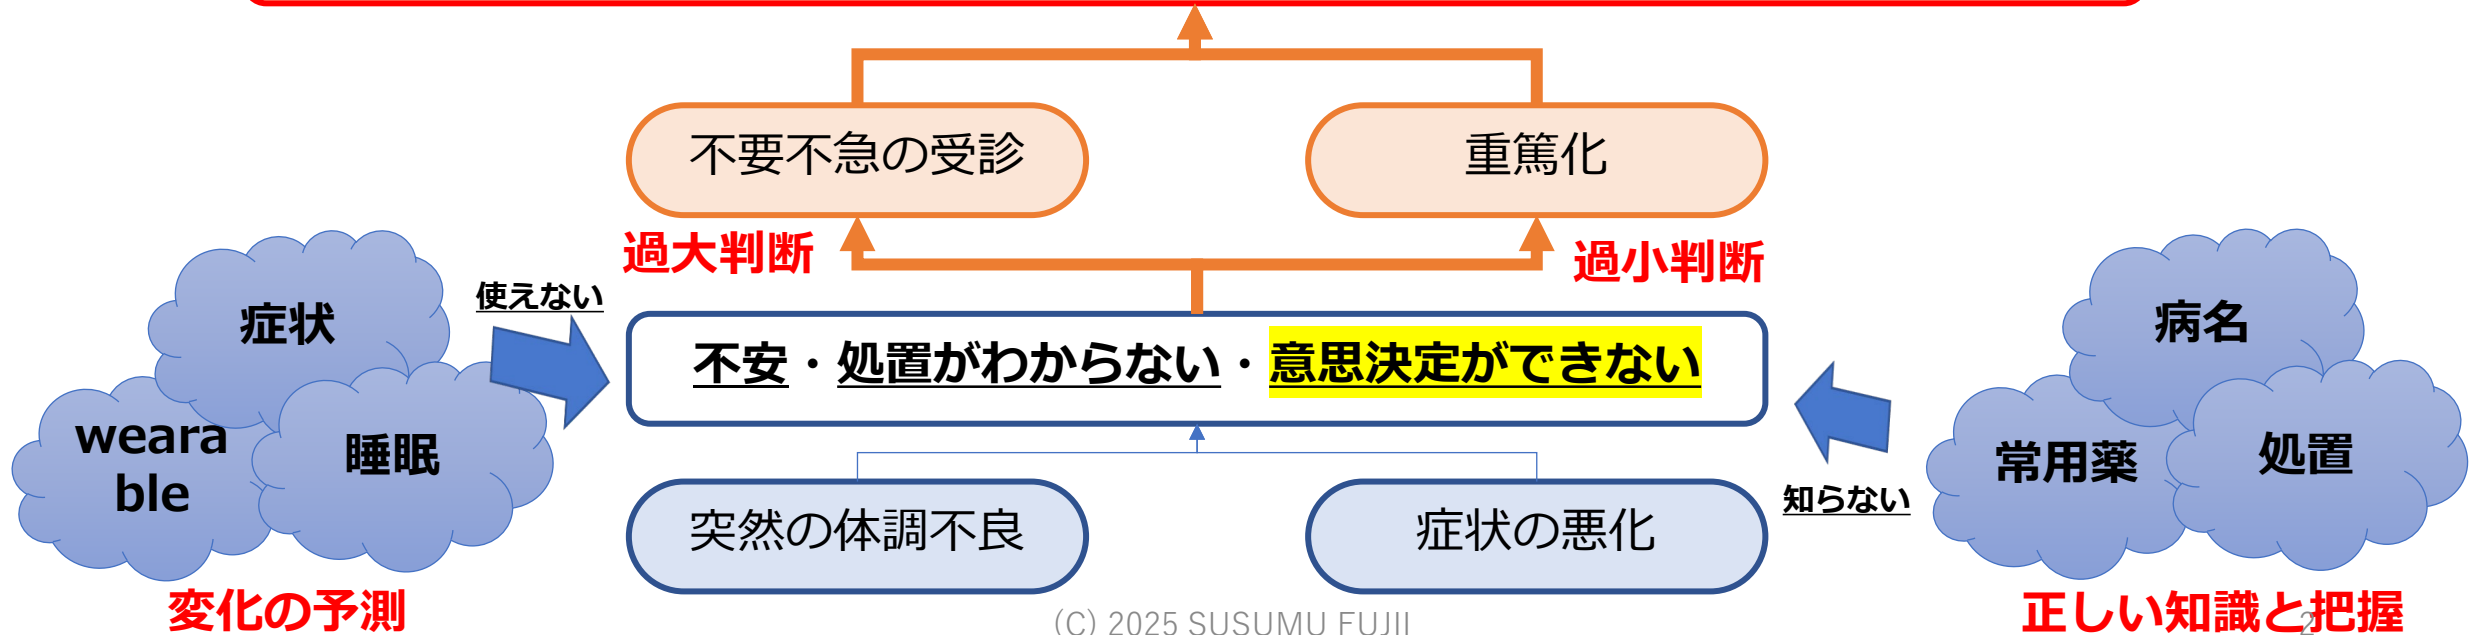 不要不急の受診
重篤化
過大判断
過小判断
使えない
症状
weara
ble
睡眠
変化の予測
不安・処置がわからない・意思決定ができない
病名
常用薬
処置
知らない
正しい知識と把握
突然の体調不良
症状の悪化
(C) 2025 SUSUMU FUJII
2